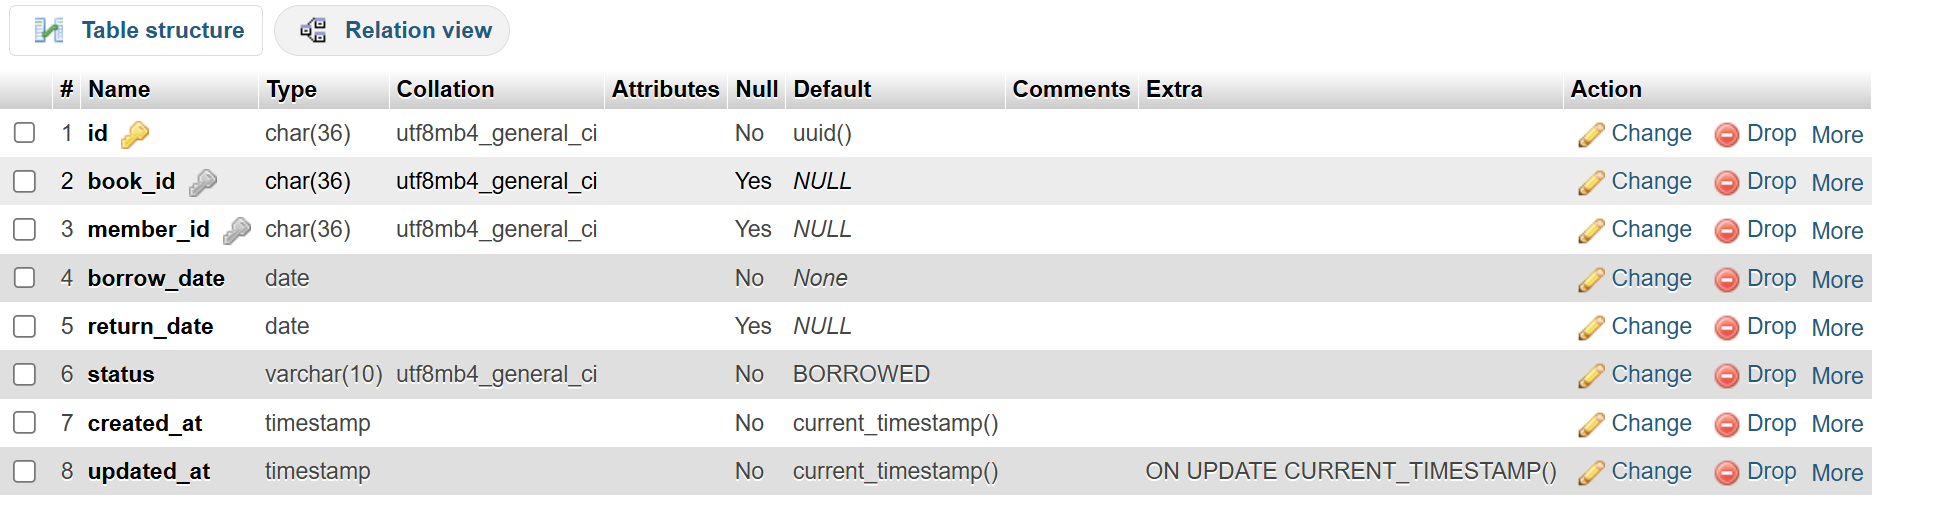 Table structure Relation view
# Name Type Collation Attributes Null Default Comments Extra Action
1 id char(36) utf8mb4_general_ci No uuid() Change Drop More
2 book_id char(36) utf8mb4_general_ci Yes NULL Change Drop More
3 member_id char(36) utf8mb4_general_ci Yes NULL Change Drop More
4 borrow_date date No None Change Drop More
5 return_date date Yes NULL Change Drop More
6 status varchar(10) utf8mb4_general_ci No BORROWED Change Drop More
7 created_at timestamp No current_timestamp() Change Drop More
8 updated_at timestamp No current_timestamp() ON UPDATE CURRENT_TIMESTAMP() Change Drop More